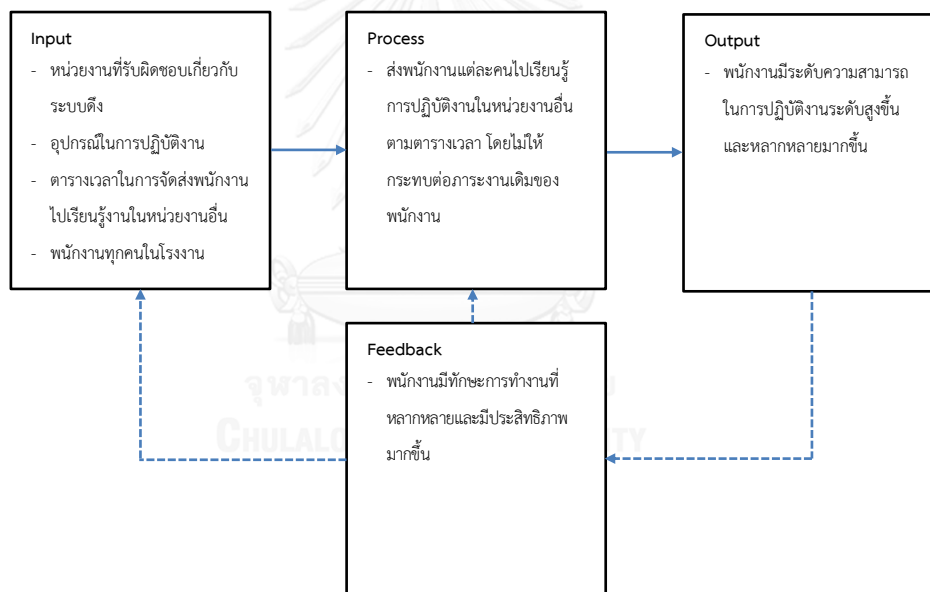 Input
- หน่วยงานที่รับผิดชอบเกี่ยวกับ
ระบบดึง
- อุปกรณ์ในการปฏิบัติงาน
- ตารางเวลาในการจัดส่งพนักงาน
ไปเรียนรู้งานในหน่วยงานอื่น
- พนักงานทุกคนในโรงงาน
Process
- ส่งพนักงานแต่ละคนไปเรียนรู้
การปฏิบัติงานในหน่วยงานอื่น
ตามตารางเวลา โดยไม่ให้
กระทบต่อภาระงานเดิมของ
พนักงาน
Output
- พนักงานมีระดับความสามารถ
ในการปฏิบัติงานระดับสูงขึ้น
และหลากหลายมากขึ้น
Feedback
- พนักงานมีทักษะการทำงานที่
หลากหลายและมีประสิทธิภาพ
มากขึ้น